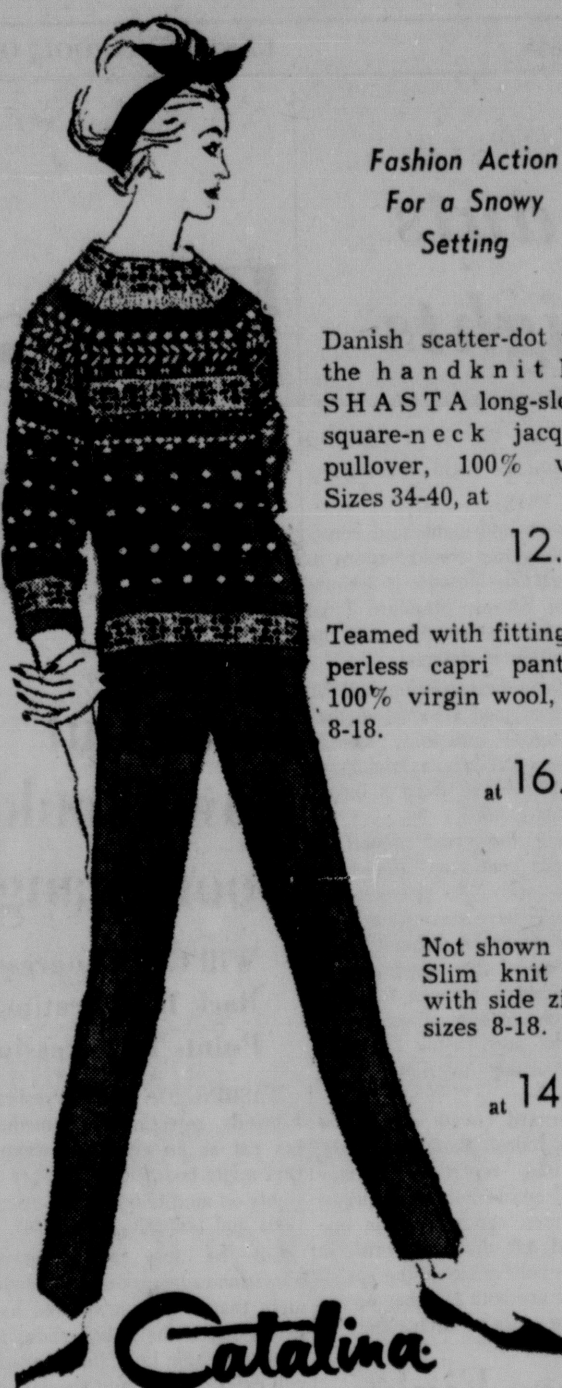 Fashion Action
For a Snowy
Setting
Danish scatter-dot
the handknit
SHASTA long-sle
square-neck jacq
pullover, 100% v
Sizes 34-40, at
12.
Teamed with fitting
perless capri pant
100% virgin wool,
8-18.
at 16.
Not shown
Slim knit
with side zi
sizes 8-18.
at 14
Catalina